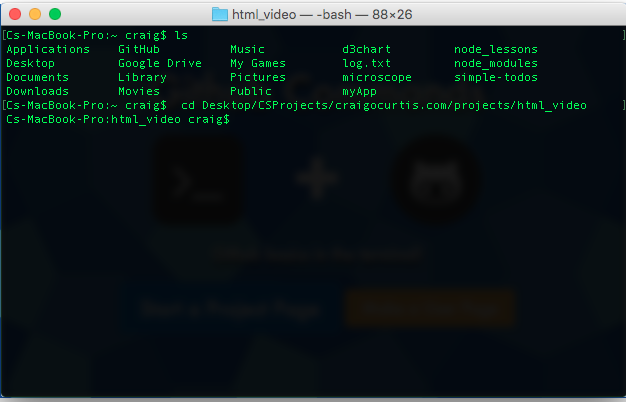 html_video — -bash — 88×26
[Cs-MacBook-Pro:~ craig$ ls ]
Applications GitHub Music d3chart node_lessons
Desktop Google Drive My Games log.txt node_modules
Documents Library Pictures microscope simple-todos
Downloads Movies Public myApp
[Cs-MacBook-Pro:~ craig$  cd Desktop/CSProjects/craigocurtis.com/projects/html_video ]
Cs-MacBook-Pro:html_video craig$